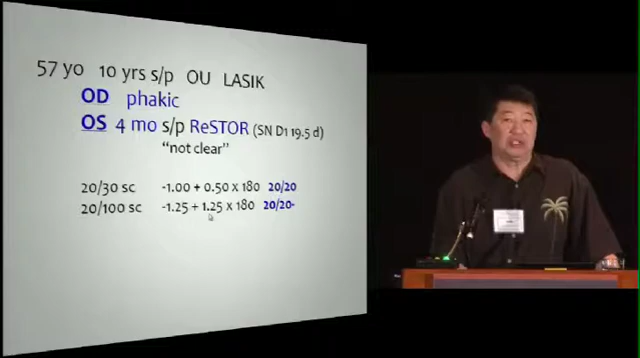 57 yo 10 yrs s/p OU LASIK
OD phakic
OS 4 mo s/p ReSTOR (SN D1 19.5 d)
“not clear”
20/30 sc -1.00 + 0.50 x 180 20/20
20/100 sc -1.25 + 1.25 x 180 20/20-